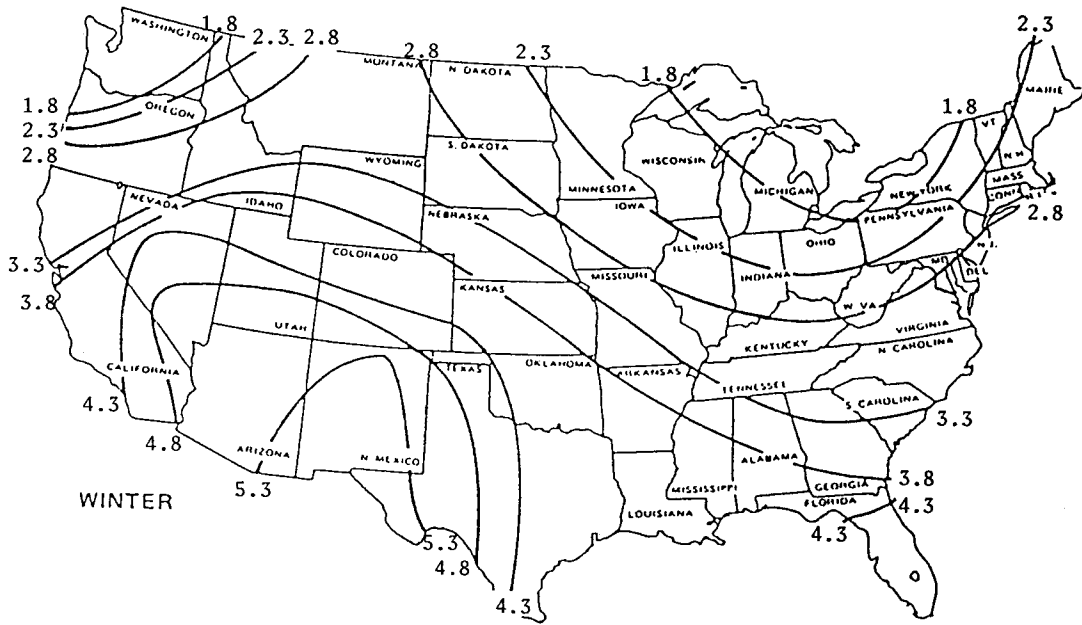 WASHINGTON
1.8
2.3
2.8
2.8
2.3
2.3
MONTANA
N. DAKOTA
1.8
MAINE
1.8
OREGON
1.8
2.3
2.8
VT.
S. DAKOTA
WISCONSIN
N H
WYOMING
MINNESOTA
MICHIGAN
NEW YORK
MASS
CONN
R.I.
NEVADA
IDAHO
NEBRASKA
IOWA
PENNSYLVANIA
2.8
ILLINOIS
OHIO
N.J.
COLORADO
3.3
KANSAS
MISSOURI
INDIANA
MD
DEL
3.8
W. VA
UTAH
VIRGINIA
KENTUCKY
N CAROLINA
CALIFORNIA
TEXAS
OKLAHOMA
ARKANSAS
TENNESSEE
4.3
S. CAROLINA
3.3
4.8
ARIZONA
N. MEXICO
ALABAMA
3.8
5.3
MISSISSIPPI
GEORGIA
WINTER
FLORIDA
4.3
LOUISIANA
4.3
5.3
4.8
4.3